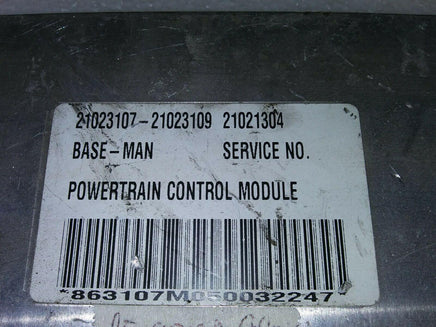 21023107-21023109 21021304
BASE-MAN SERVICE NO.
POWERTRAIN CONTROL MODULE
*863107M050032247*